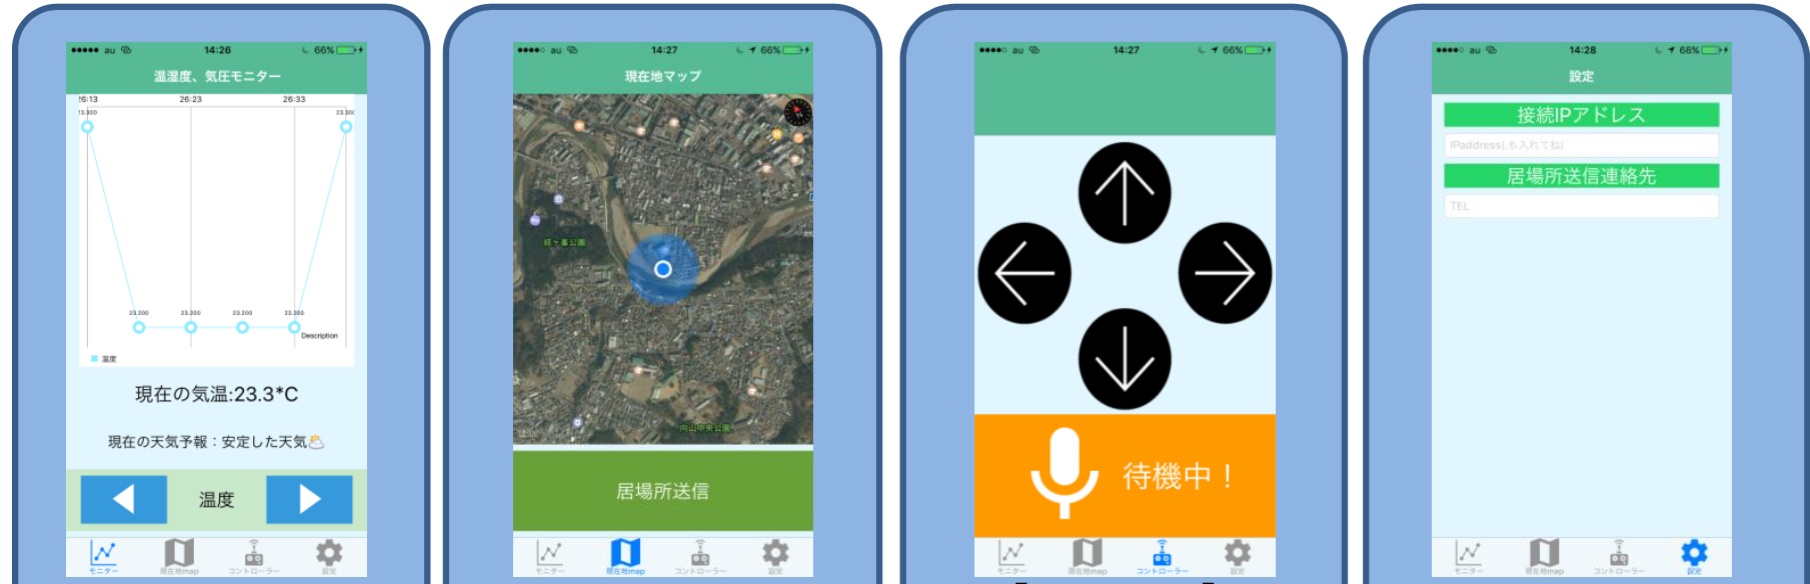 au 14:26 66%
温湿度、気圧モニター
26:13 26:23 26:33
23.300 23.300
23.200 23.200 23.200 23.200
Description
温度
現在の気温:23.3*C
現在の天気予報：安定した天気
温度
モニター 現在地map コントローラー 設定
au 14:27 66%
現在地マップ
向山中央公園
居場所送信
モニター 現在地map コントローラー 設定
au 14:27 66%
待機中！
モニター 現在地map コントローラー 設定
au 14:28 68%
設定
接続IPアドレス
IPaddress(.も入れてね)
居場所送信連絡先
TEL
モニター 現在地map コントローラー 設定